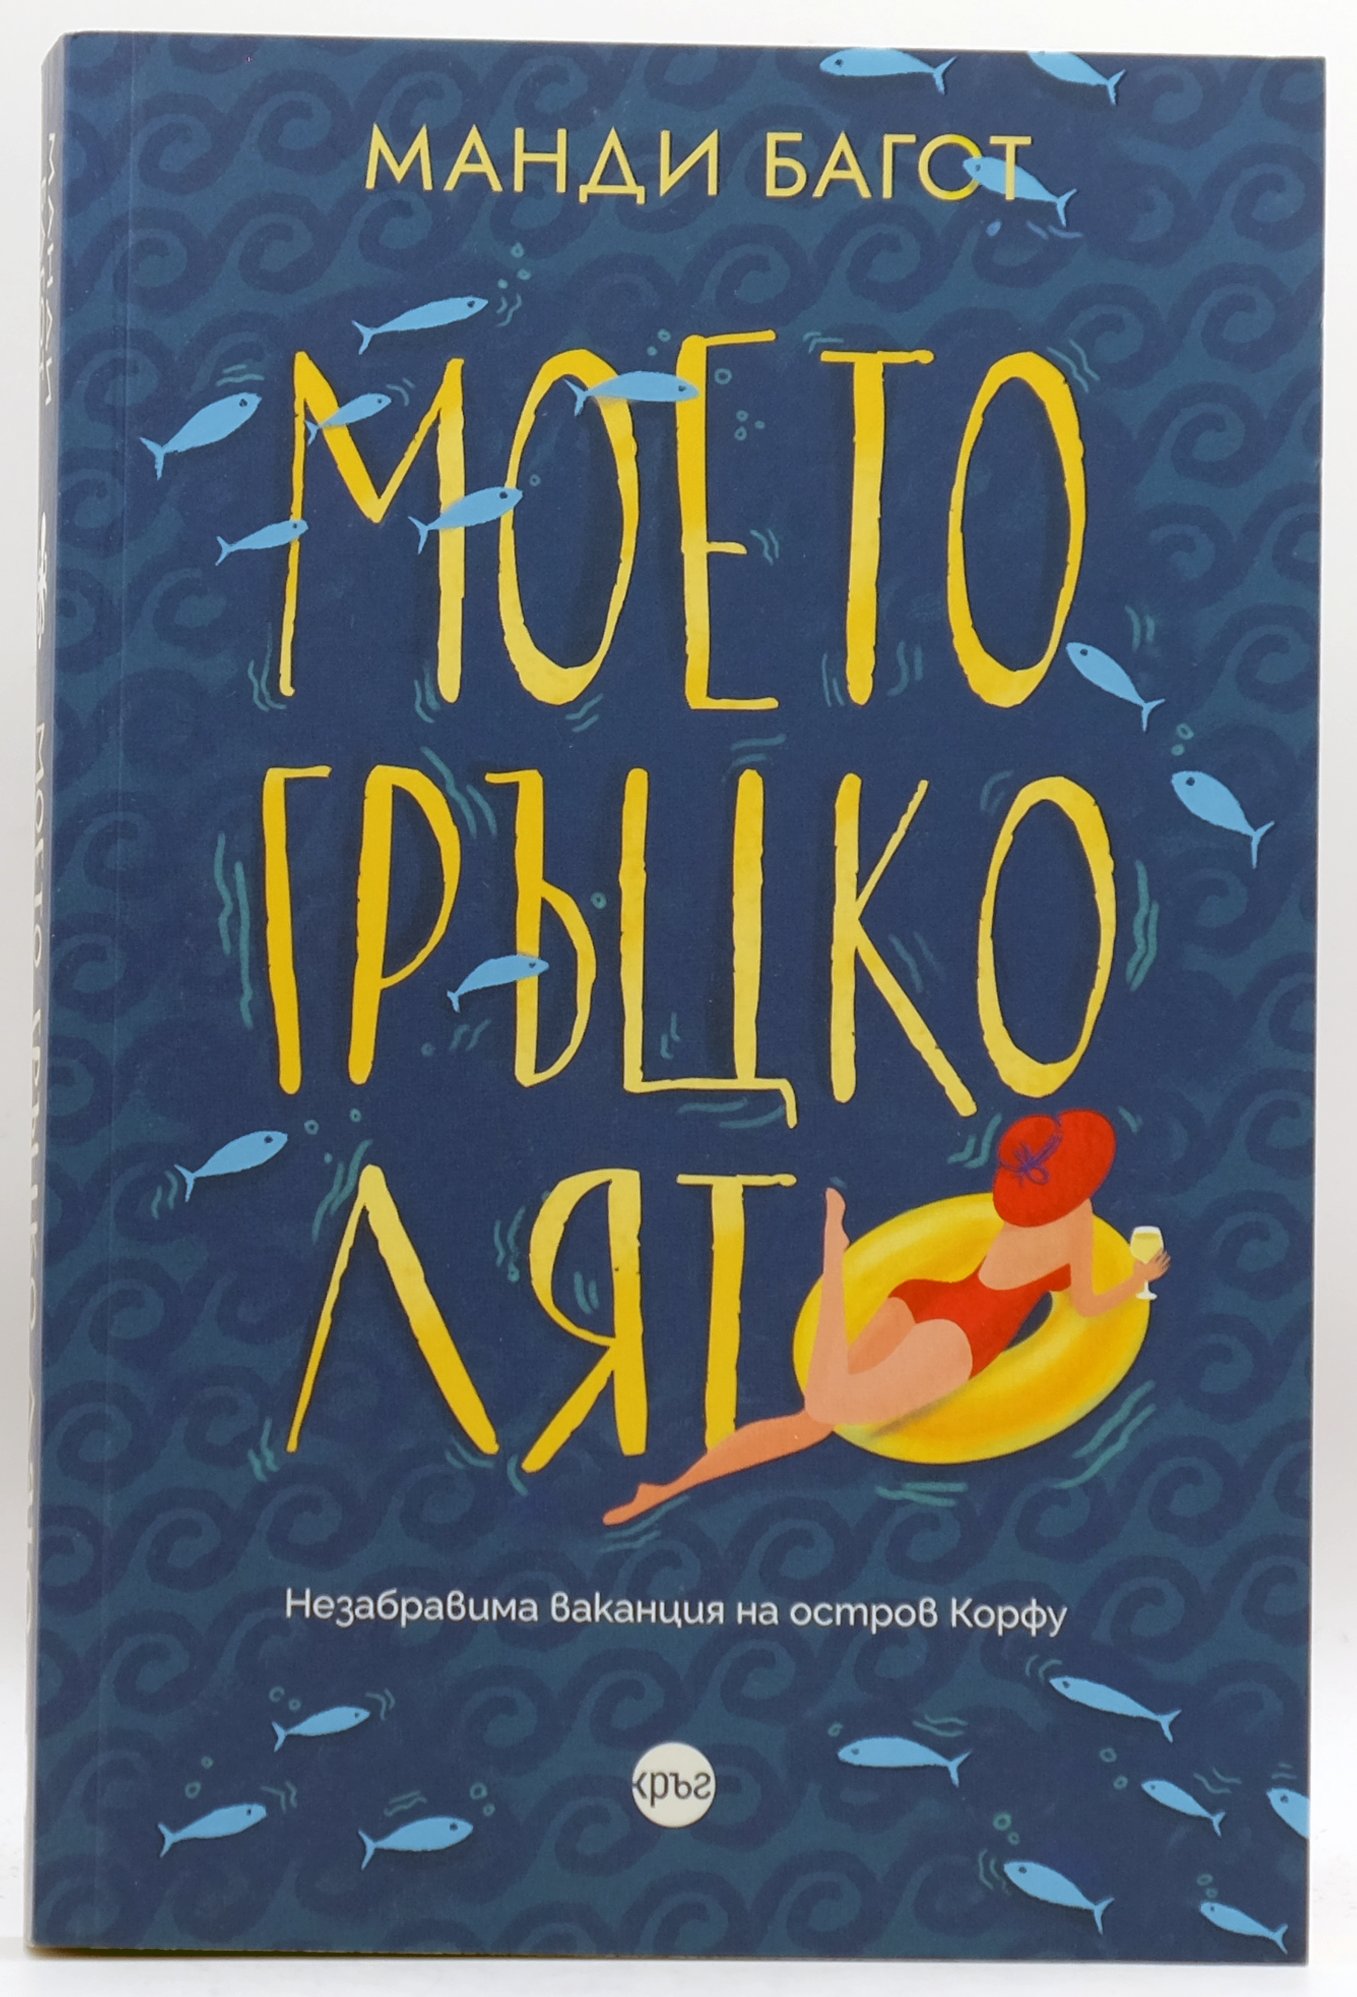 МАНДИ БАГОТ
МОЕТО
ГРЪЦКО
ЛЯТО
Незабравима ваканция на остров Корфу
кръг